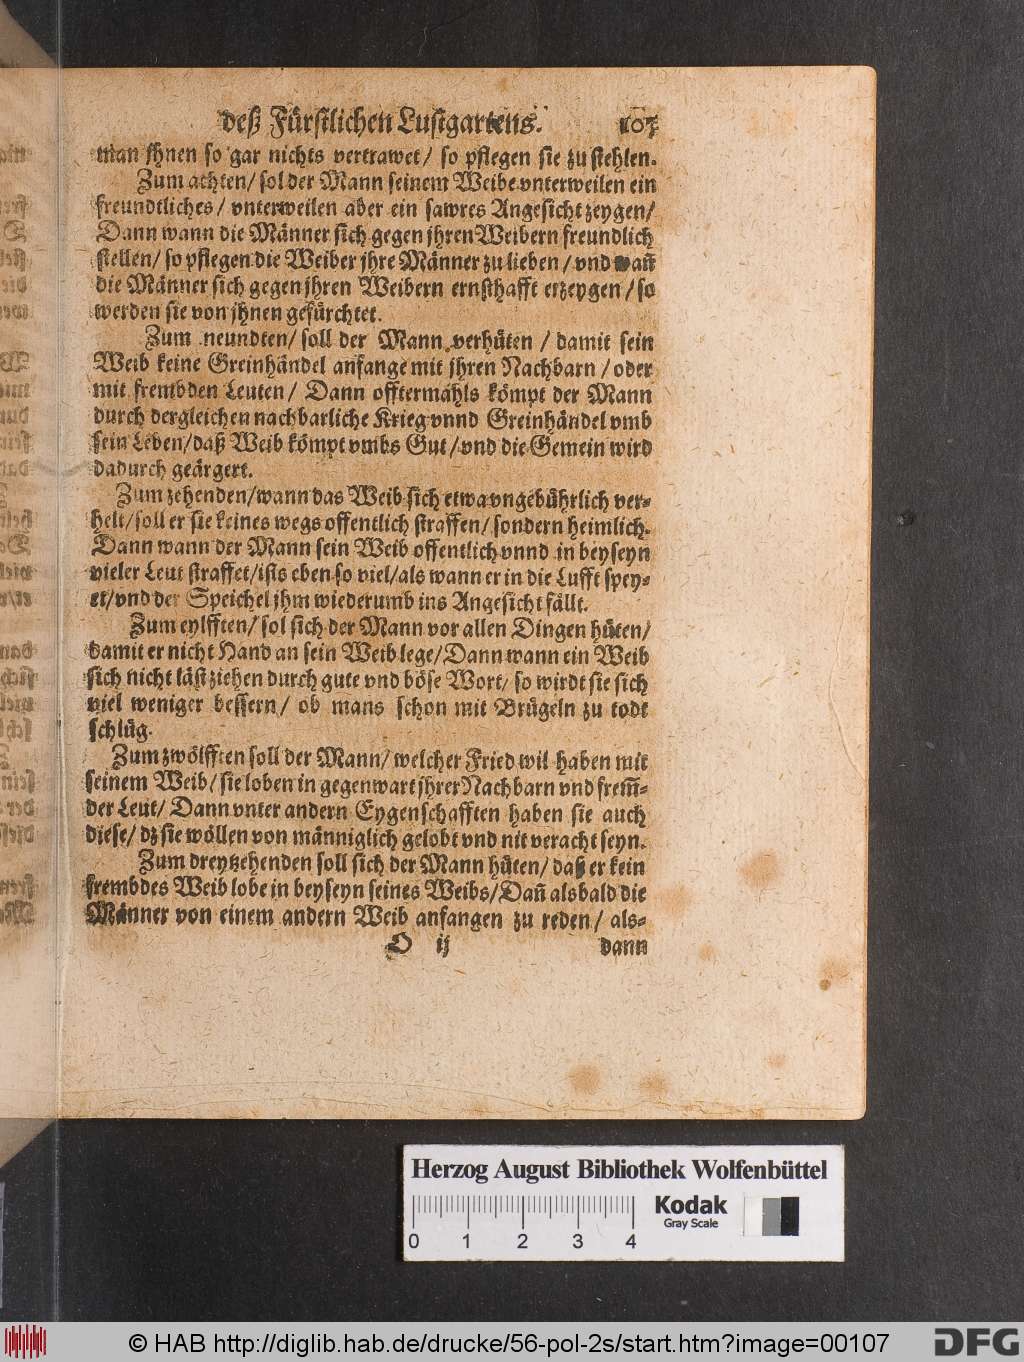 deß Fürstlichen Lustgartens. 105
man jhnen so gar nichts vertrawet/ so pflegen sie zu stehlen.
Zum achten/ sol der Mann seinem Weibe vnterweilen ein
freundtliches/ vnterweilen aber ein sawres Angesicht zeygen/
Dann wann die Männer sich gegen jhren Weibern freundlich
stellen/ so pflegen die Weiber jhre Männer zu lieben/ vnd wañ
die Männer sich gegen jhren Weibern ernsthafft erzeygen/ so
werden sie von jhnen gefürchtet.
Zum neundten/ soll der Mann verhüten/ damit sein
Weib keine Greinhändel anfange mit jhren Nachbarn/ oder
mit frembden Leuten/ Dann offtermahls kömpt der Mann
durch dergleichen nachbarliche Krieg vnnd Greinhändel vmb
sein Leben/ daß Weib kömpt vmbs Gut/ vnd die Gemein wird
dadurch geärgert.
Zum zehenden/ wann das Weib sich etwa vngebührlich ver-
helt/ soll er sie keines wegs offentlich straffen/ sondern heimlich.
Dann wann der Mann sein Weib offentlich vnnd in beyseyn
vieler Leut straffet/ ists eben so viel/ als wann er in die Lufft spey-
et/ vnd der Speichel jhm wiederumb ins Angesicht fällt.
Zum eylfften/ sol sich der Mann vor allen Dingen hüten/
damit er nicht Hand an sein Weib lege/ Dann wann ein Weib
sich nicht läst ziehen durch gute vnd böse Wort/ so wirdt sie sich
viel weniger bessern/ ob mans schon mit Brügeln zu todt
schlüg.
Zum zwölfften soll der Mann/ welcher Fried wil haben mit
seinem Weib/ sie loben in gegenwart jhrer Nachbarn vnd frem̃-
der Leut/ Dann vnter andern Eygenschafften haben sie auch
diese/ dz sie wöllen von männiglich gelobt vnd nit veracht seyn.
Zum dreytzehenden soll sich der Mann hüten/ daß er kein
frembdes Weib lobe in beyseyn seines Weibs/ Dañ alsbald die
Männer von einem andern Weib anfangen zu reden/ als-
O ij dann
Herzog August Bibliothek Wolfenbüttel
Kodak
Gray Scale
0 1 2 3 4
© HAB http://diglib.hab.de/drucke/56-pol-2s/start.htm?image=00107
DFG